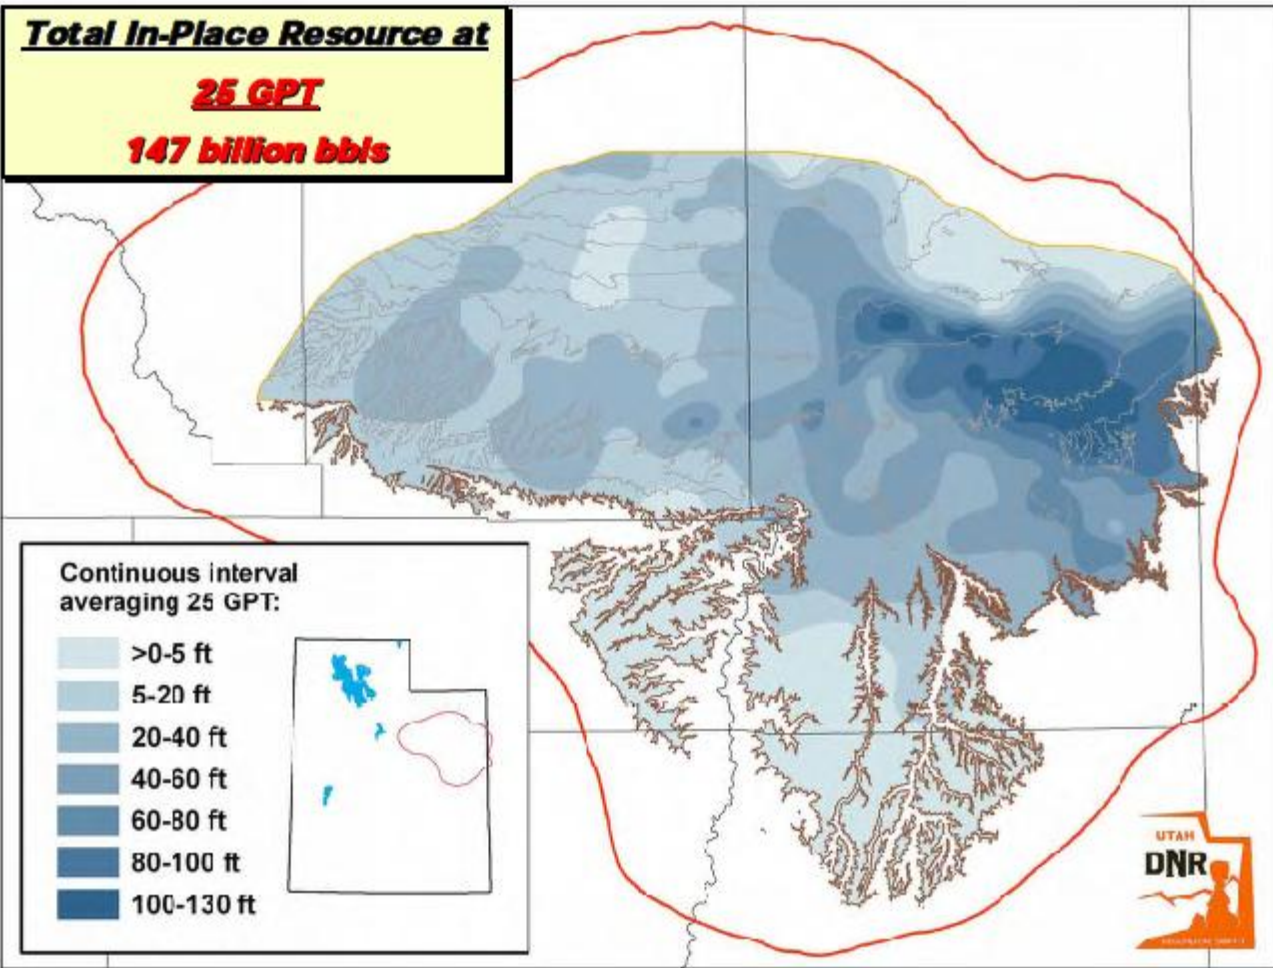 Total In-Place Resource at
25 GPT
147 billion bbls
Continuous interval
averaging 25 GPT:
>0-5 ft
5-20 ft
20-40 ft
40-60 ft
60-80 ft
80-100 ft
100-130 ft
UTAH
DNR